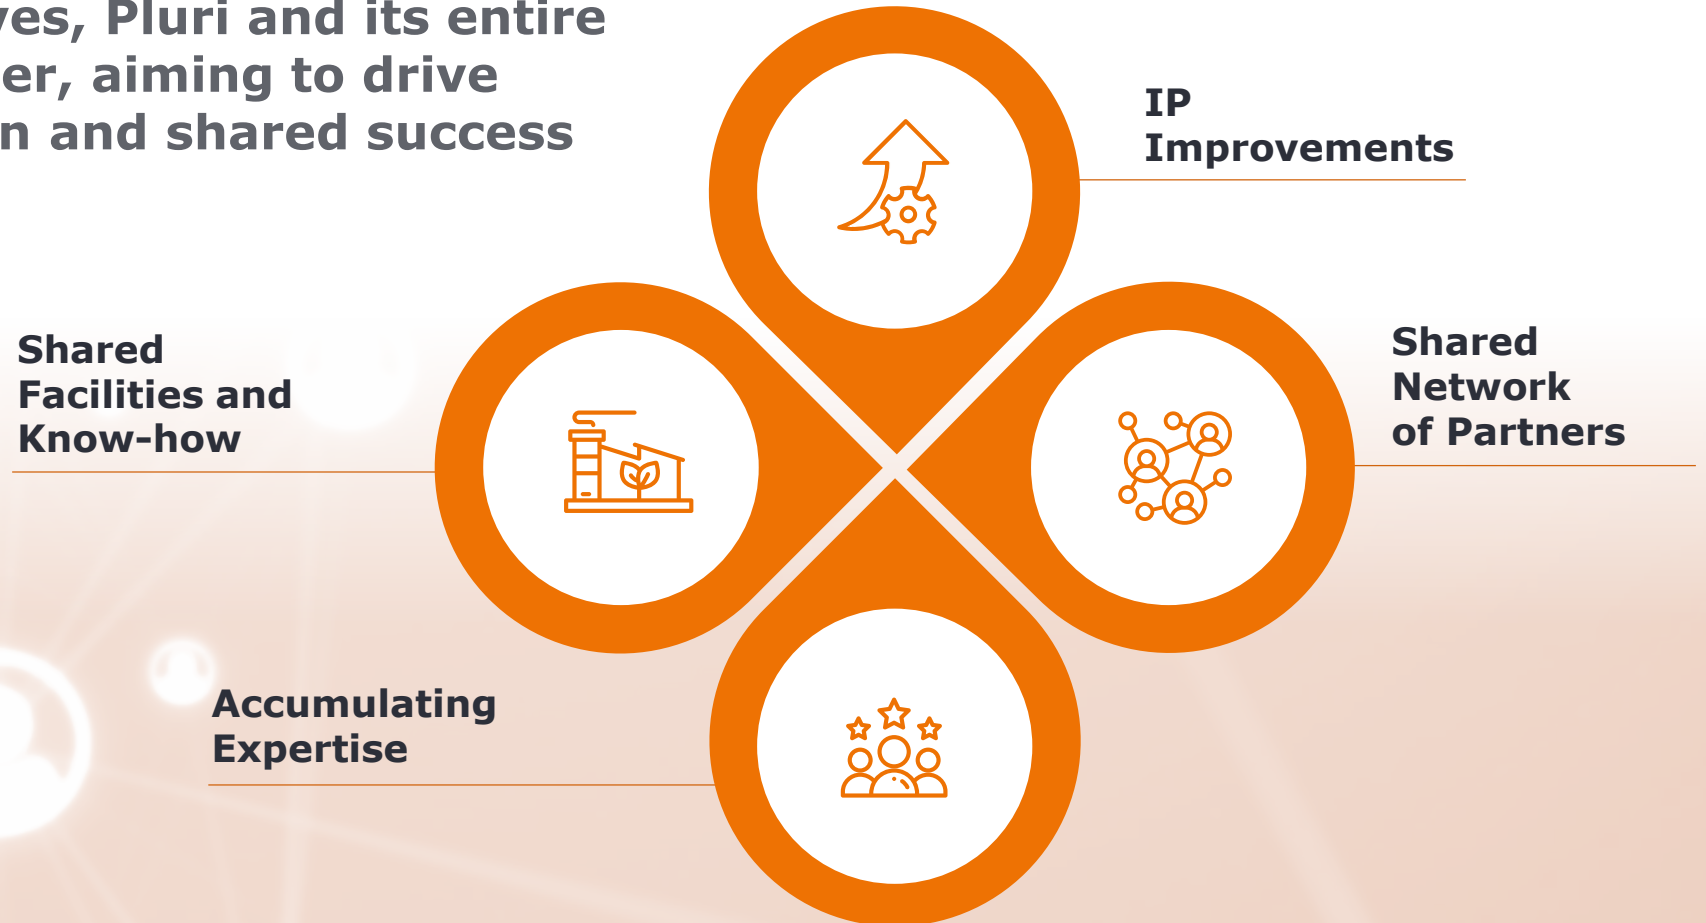 ves, Pluri and its entire
er, aiming to drive
n and shared success
IP
Improvements
Shared
Facilities and
Know-how
Shared
Network
of Partners
Accumulating
Expertise